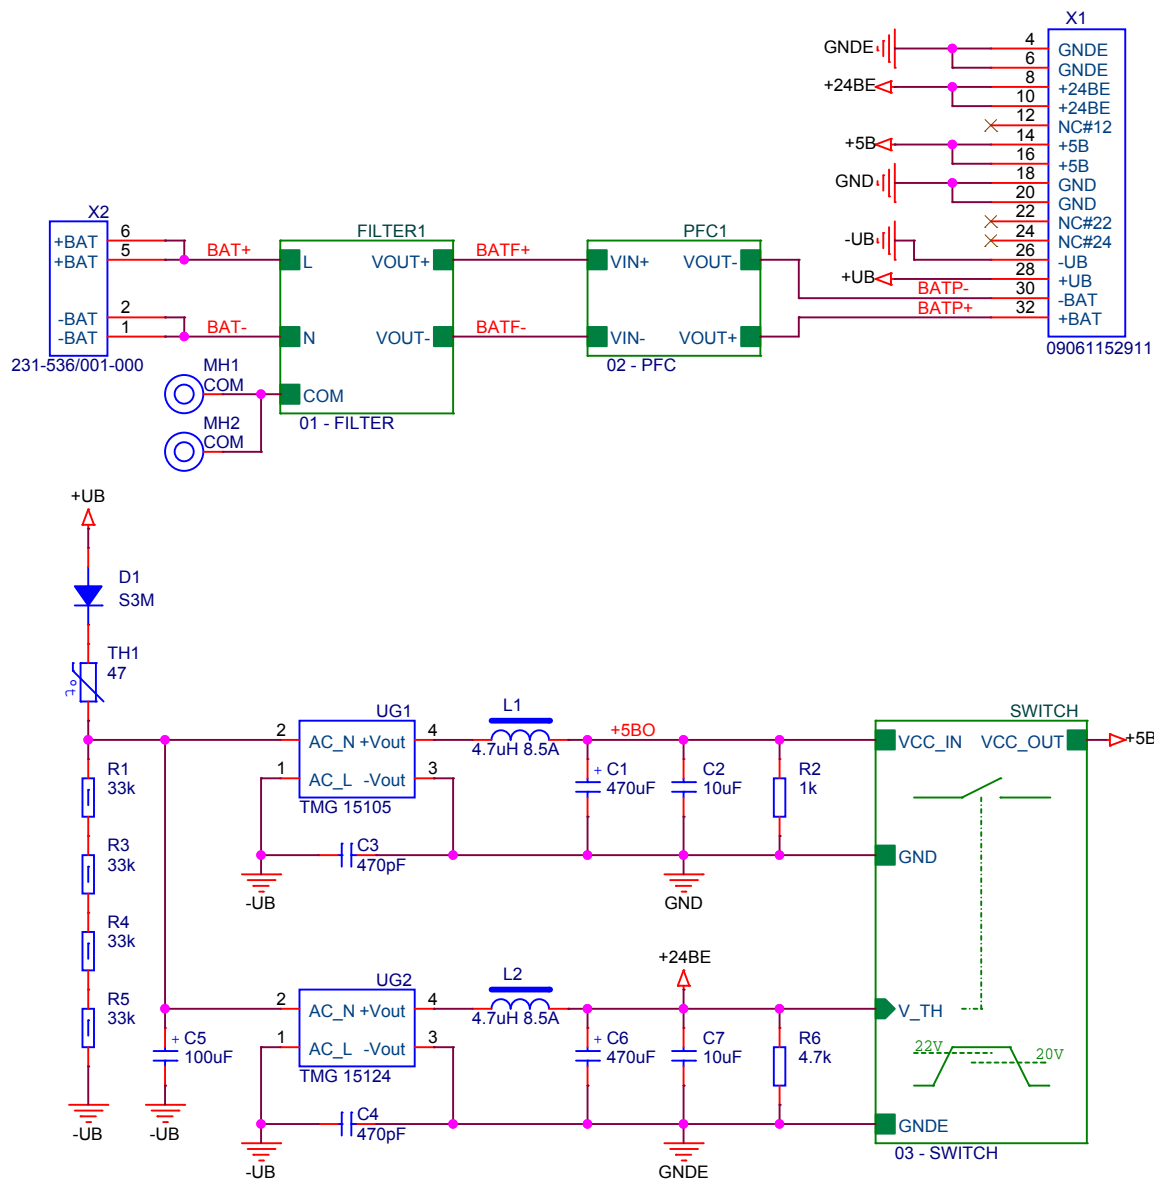 X1
GNDE 4 GNDE
6 GNDE
+24BE 8 +24BE
10 +24BE
12 NC#12
+5B 14 +5B
16 +5B
GND 18 GND
20 GND
22 NC#22
24 NC#24
-UB 26 -UB
+UB 28 +UB
BATP- 30 -BAT
BATP+ 32 +BAT
09061152911
X2
+BAT 6
+BAT 5
-BAT 2
-BAT 1
231-536/001-000
BAT+
BAT-
FILTER1
L VOUT+
N VOUT-
COM
01 - FILTER
MH1
COM
MH2
COM
BATF+
BATF-
PFC1
VIN+ VOUT-
VIN- VOUT+
02 - PFC
+UB
D1
S3M
TH1
47
°t
R1
33k
R3
33k
R4
33k
R5
33k
-UB
+ C5
100uF
-UB
UG1
2 AC_N +Vout 4
1 AC_L -Vout 3
TMG 15105
L1
4.7uH 8.5A
+5BO
C3
470pF
-UB
+ C1
470uF
C2
10uF
R2
1k
GND
UG2
2 AC_N +Vout 4
1 AC_L -Vout 3
TMG 15124
L2
4.7uH 8.5A
+24BE
C4
470pF
-UB
+ C6
470uF
C7
10uF
R6
4.7k
GNDE
SWITCH
VCC_IN VCC_OUT
+5B
GND
V_TH
22V
20V
GNDE
03 - SWITCH